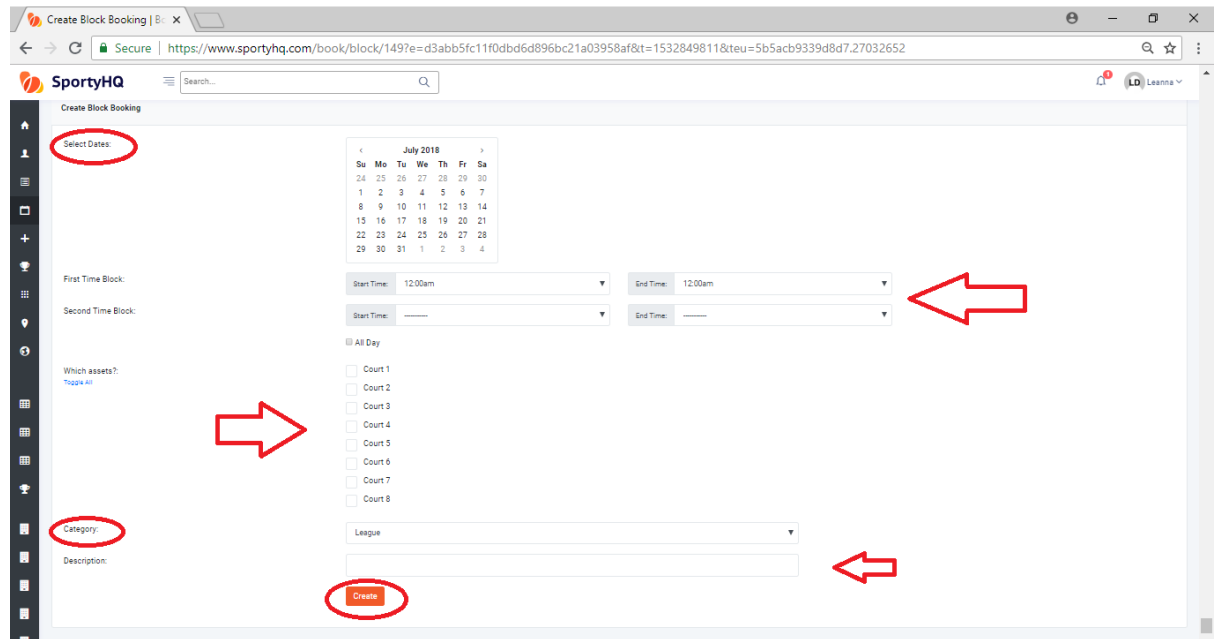 Create Block Booking | Bo
Secure | https://www.sportyhq.com/book/block/149?e=d3abb5fc11f0dbd6d896bc21a03958af&t=1532849811&teu=5b5acb9339d8d7.27032652
SportyHQ Search... 1 LD Leanna
Create Block Booking
Select Dates:
July 2018
Su Mo Tu We Th Fr Sa
24 25 26 27 28 29 30
1 2 3 4 5 6 7
8 9 10 11 12 13 14
15 16 17 18 19 20 21
22 23 24 25 26 27 28
29 30 31 1 2 3 4
First Time Block: Start Time: 12:00am End Time: 12:00am
Second Time Block: Start Time: ---------- End Time: ----------
All Day
Which assets?: Court 1
Toggle All
Court 2
Court 3
Court 4
Court 5
Court 6
Court 7
Court 8
Category: League
Description:
Create